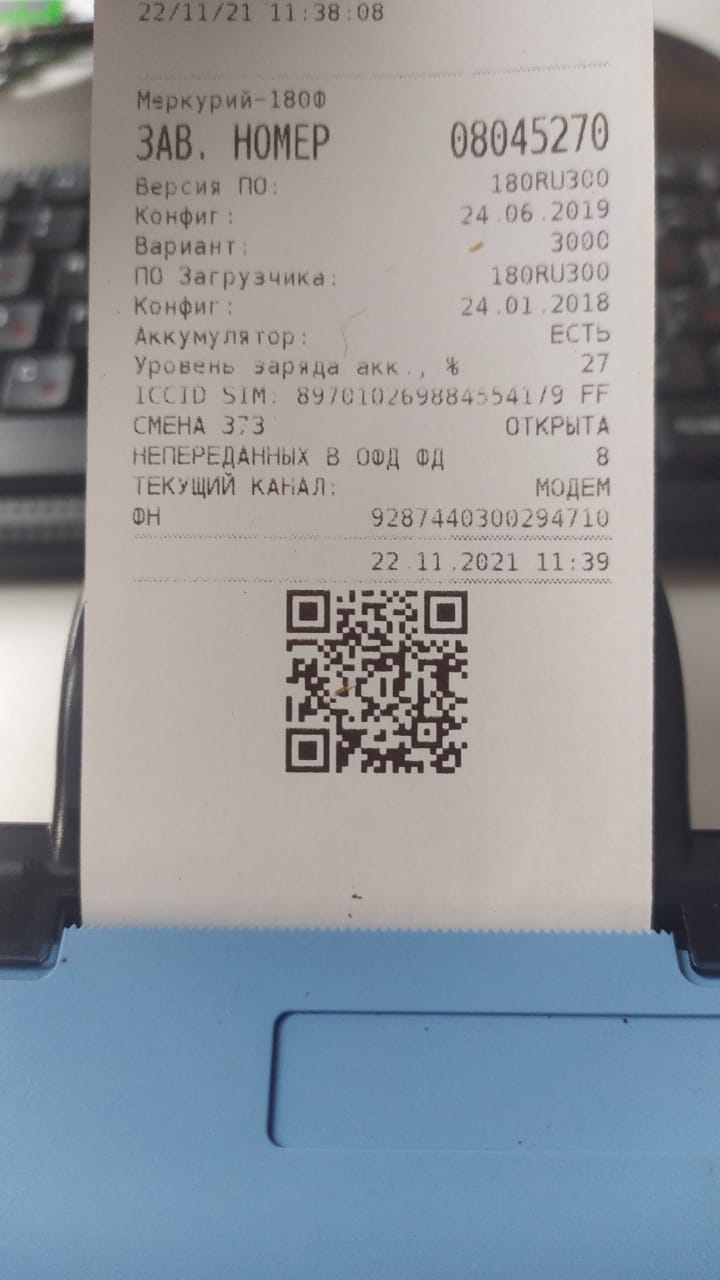 22/11/21 11:38:08
Меркурий-180Ф
ЗАВ. НОМЕР 08045270
Версия ПО: 180RU300
Конфиг: 24.06.2019
Вариант: 3000
ПО Загрузчика: 180RU300
Конфиг: 24.01.2018
Аккумулятор: ЕСТЬ
Уровень заряда акк., % 27
ICCID SIM: 897010269884554179 FF
СМЕНА 373 ОТКРЫТА
НЕПЕРЕДАННЫХ В ОФД ФД 8
ТЕКУЩИЙ КАНАЛ: МОДЕМ
ФН 9287440300294710
22.11.2021 11:39